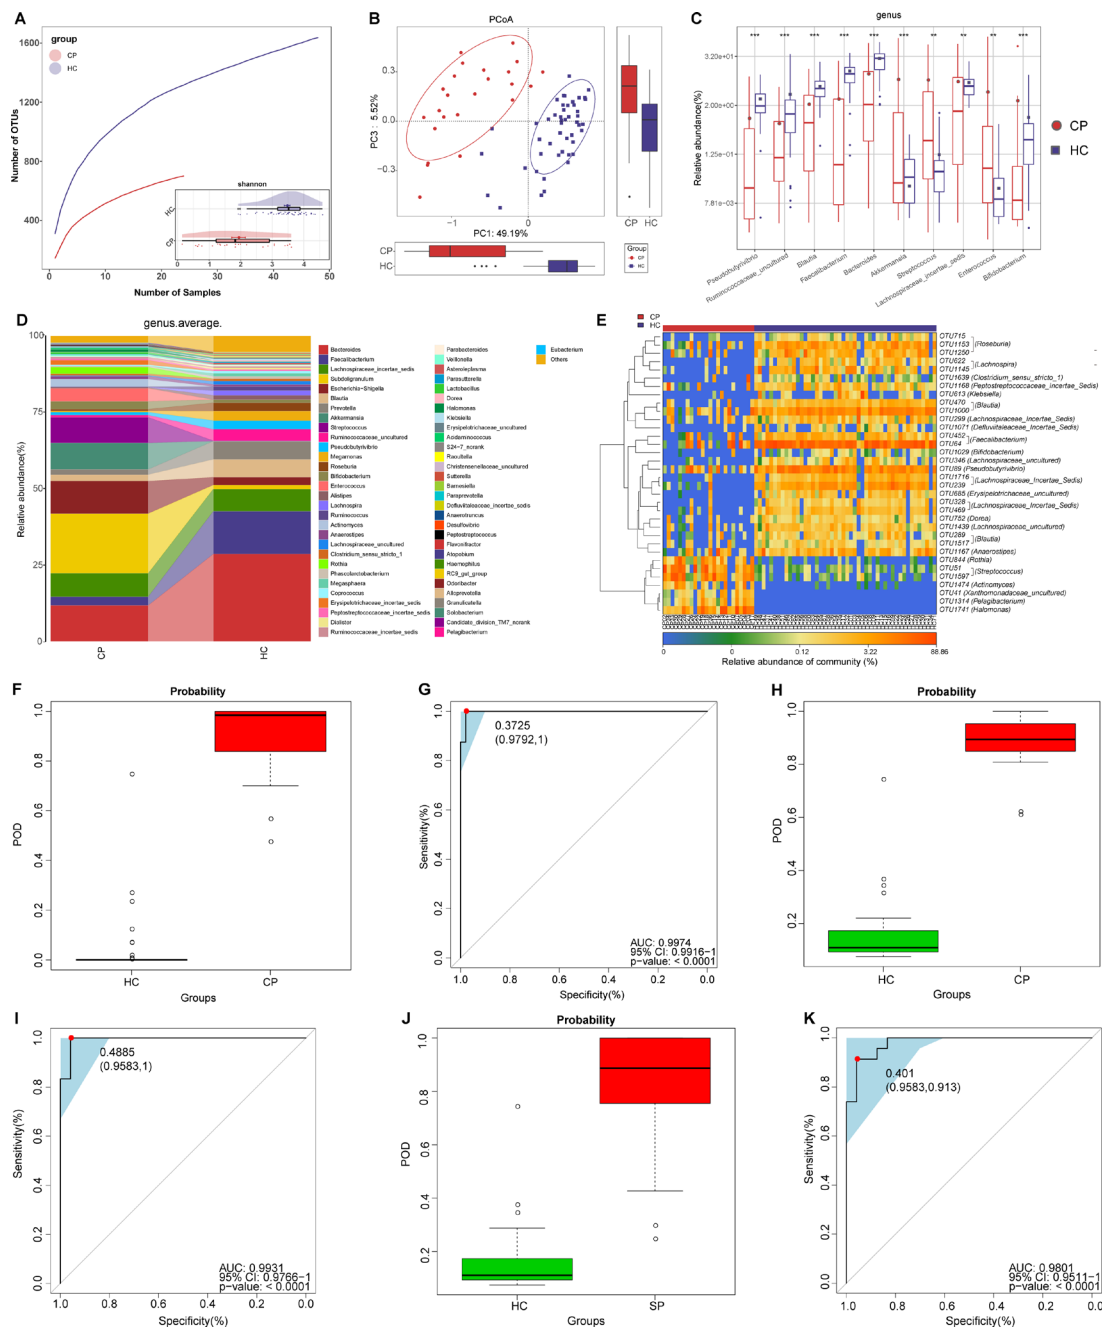 A
group
CP
HC
Number of OTUs
1600
1200
800
400
0
10
20
30
40
50
Number of Samples
shannon
HC
CP
0
1
2
3
4
5
B
PCoA
PC3 : 5.52%
0.3
0.0
-0.3
-1
0
PC1: 49.19%
CP
HC
CP HC
Group
CP
HC
C
genus
Relative abundance(%)
3.20e+01
2.00e+00
1.25e-01
7.81e-03
*** *** *** *** *** *** ** ** ** ***
Pseudobutyrivibrio
Ruminococcaceae_uncultured
Blautia
Faecalibacterium
Bacteroides
Akkermansia
Streptococcus
Lachnospiraceae_incertae_sedis
Enterococcus
Bifidobacterium
CP
HC
D
genus.average.
Relative abundance(%)
100
75
50
25
0
CP
HC
Bacteroides
Faecalibacterium
Lachnospiraceae_incertae_sedis
Subdoligranulum
Escherichia-Shigella
Blautia
Prevotella
Akkermansia
Streptococcus
Ruminococcaceae_uncultured
Pseudobutyrivibrio
Megamonas
Roseburia
Bifidobacterium
Enterococcus
Alistipes
Lachnospira
Ruminococcus
Actinomyces
Anaerostipes
Lachnospiraceae_uncultured
Clostridium_sensu_stricto_1
Rothia
Phascolarctobacterium
Megasphaera
Coprococcus
Erysipelotrichaceae_incertae_sedis
Peptostreptococcaceae_incertae_sedis
Dialister
Ruminococcaceae_incertae_sedis
Parabacteroides
Veillonella
Asteroleplasma
Parasutterella
Lactobacillus
Dorea
Halomonas
Klebsiella
Erysipelotrichaceae_uncultured
Acidaminococcus
S24-7_norank
Raoultella
Christensenellaceae_uncultured
Sutterella
Barnesiella
Paraprevotella
Defluviitaleaceae_incertae_sedis
Anaerotruncus
Desulfovibrio
Peptostreptococcus
Flavonifractor
Atopobium
Haemophilus
RC9_gut_group
Odoribacter
Alloprevotella
Granulicatella
Solobacterium
Candidate_division_TM7_norank
Pelagibacterium
Eubacterium
Others
E
CP
HC
OTU715
OTU1153 (Roseburia)
OTU1250
OTU622 (Lachnospira)
OTU1145
OTU1639 (Clostridium_sensu_stricto_1)
OTU1168 (Peptostreptococcaceae_Incertae_Sedis)
OTU613 (Klebsiella)
OTU470 (Blautia)
OTU1000
OTU299 (Lachnospiraceae_Incertae_Sedis)
OTU1071 (Defluviitaleaceae_Incertae_Sedis)
OTU452 (Faecalibacterium)
OTU64
OTU1029 (Bifidobacterium)
OTU346 (Lachnospiraceae_uncultured)
OTU89 (Pseudobutyrivibrio)
OTU1716 (Lachnospiraceae_Incertae_Sedis)
OTU239
OTU685 (Erysipelotrichaceae_uncultured)
OTU328 (Lachnospiraceae_Incertae_Sedis)
OTU469
OTU752 (Dorea)
OTU1439 (Lachnospiraceae_uncultured)
OTU289 (Blautia)
OTU1517
OTU1167 (Anaerostipes)
OTU844 (Rothia)
OTU51 (Streptococcus)
OTU1597
OTU1474 (Actinomyces)
OTU41 (Xanthomonadaceae_uncultured)
OTU1314 (Pelagibacterium)
OTU1741 (Halomonas)
0 0 0.12 3.22 88.86
Relative abundance of community (%)
F
Probability
POD
1.0
0.8
0.6
0.4
0.2
0.0
HC CP
Groups
G
Sensitivity(%)
1.0
0.8
0.6
0.4
0.2
0.0
0.3725
(0.9792,1)
AUC: 0.9974
95% CI: 0.9916-1
p-value: < 0.0001
1.0 0.8 0.6 0.4 0.2 0.0
Specificity(%)
H
Probability
POD
1.0
0.8
0.6
0.4
0.2
HC CP
Groups
I
Sensitivity(%)
1.0
0.8
0.6
0.4
0.2
0.0
0.4885
(0.9583,1)
AUC: 0.9931
95% CI: 0.9766-1
p-value: < 0.0001
1.0 0.8 0.6 0.4 0.2 0.0
Specificity(%)
J
Probability
POD
1.0
0.8
0.6
0.4
0.2
HC SP
Groups
K
Sensitivity(%)
1.0
0.8
0.6
0.4
0.2
0.0
0.401
(0.9583,0.913)
AUC: 0.9801
95% CI: 0.9511-1
p-value: < 0.0001
1.0 0.8 0.6 0.4 0.2 0.0
Specificity(%)